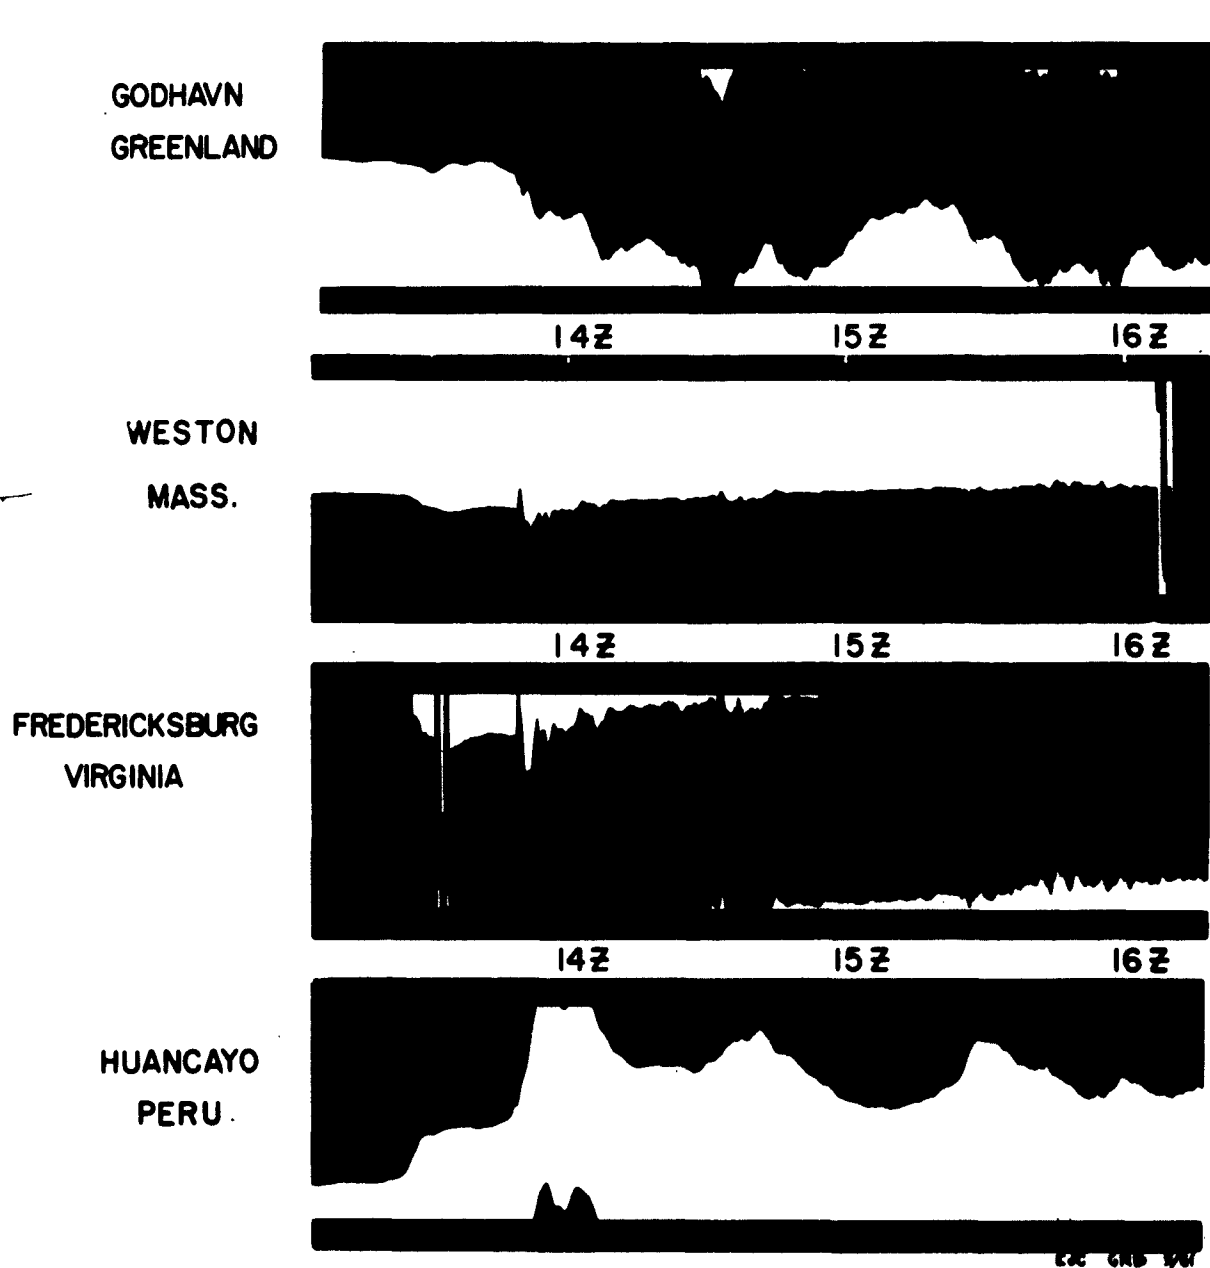 GODHAVN
GREENLAND
14Z 15Z 16Z
WESTON
MASS.
14Z 15Z 16Z
FREDERICKSBURG
VIRGINIA
14Z 15Z 16Z
HUANCAYO
PERU.